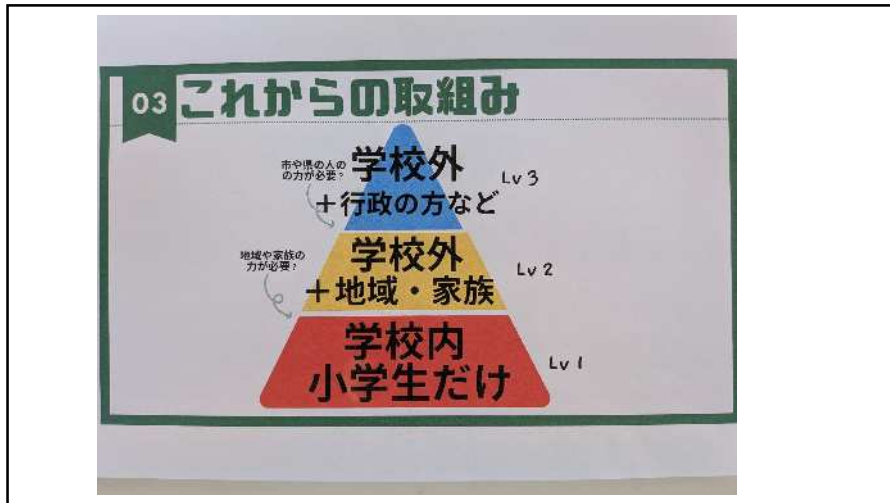 03 これからの取組み
市や県の人の
の力が必要?
学校外
+行政の方など
Lv 3
地域や家族の
力が必要?
学校外
+地域・家族
Lv 2
学校内
小学生だけ
Lv 1